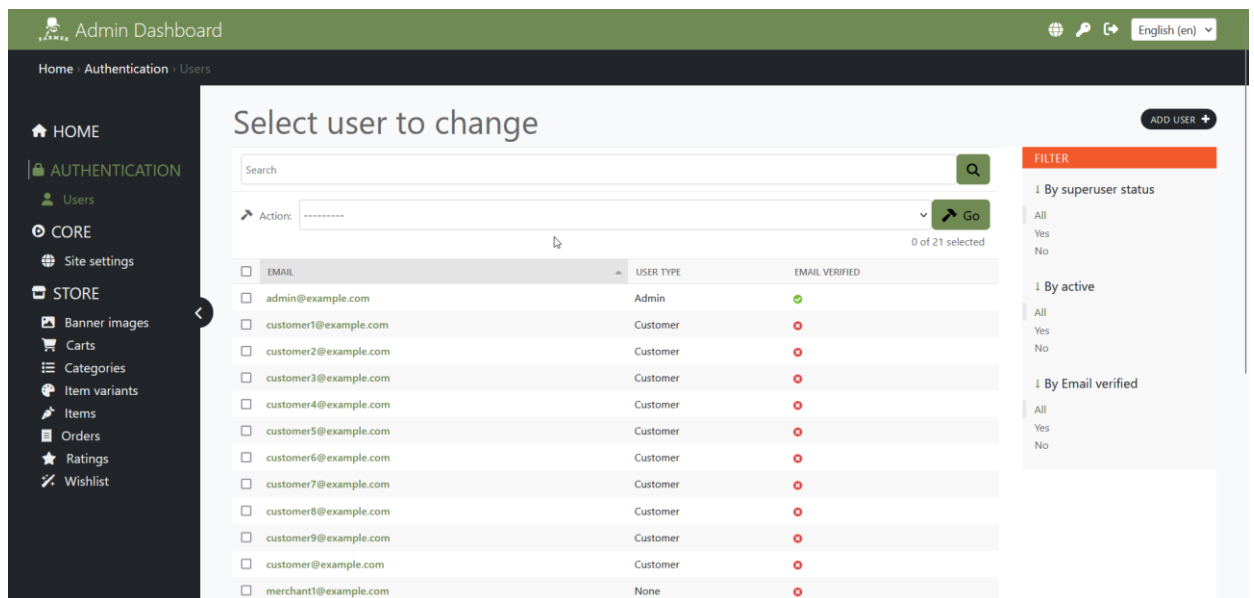 FARMER Admin Dashboard
English (en)
Home › Authentication › Users
HOME
AUTHENTICATION
Users
CORE
Site settings
STORE
Banner images
Carts
Categories
Item variants
Items
Orders
Ratings
Wishlist
Select user to change
ADD USER
Search
Action: ---------
Go
0 of 21 selected
EMAIL USER TYPE EMAIL VERIFIED
admin@example.com Admin
customer1@example.com Customer
customer2@example.com Customer
customer3@example.com Customer
customer4@example.com Customer
customer5@example.com Customer
customer6@example.com Customer
customer7@example.com Customer
customer8@example.com Customer
customer9@example.com Customer
customer@example.com Customer
merchant1@example.com None
FILTER
↓ By superuser status
All
Yes
No
↓ By active
All
Yes
No
↓ By Email verified
All
Yes
No